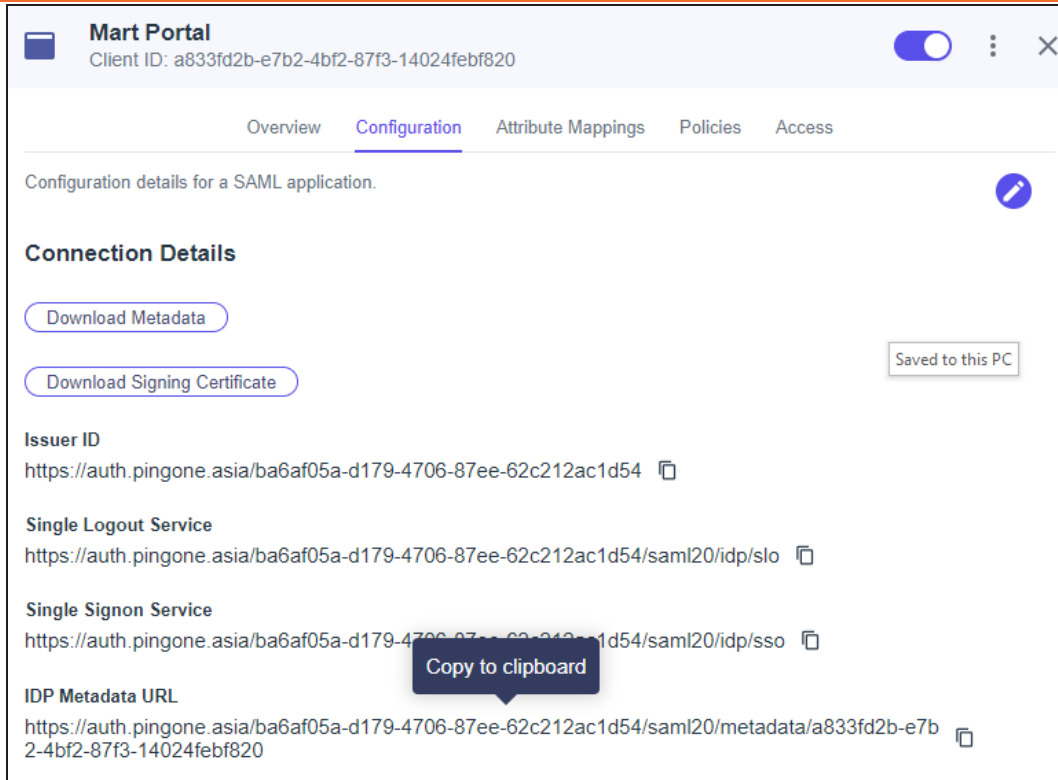 Mart Portal
Client ID: a833fd2b-e7b2-4bf2-87f3-14024febf820
Overview Configuration Attribute Mappings Policies Access
Configuration details for a SAML application.
Connection Details
Download Metadata
Saved to this PC
Download Signing Certificate
Issuer ID
https://auth.pingone.asia/ba6af05a-d179-4706-87ee-62c212ac1d54
Single Logout Service
https://auth.pingone.asia/ba6af05a-d179-4706-87ee-62c212ac1d54/saml20/idp/slo
Single Signon Service
https://auth.pingone.asia/ba6af05a-d179-4706-87ee-62c212ac1d54/saml20/idp/sso
Copy to clipboard
IDP Metadata URL
https://auth.pingone.asia/ba6af05a-d179-4706-87ee-62c212ac1d54/saml20/metadata/a833fd2b-e7b
2-4bf2-87f3-14024febf820